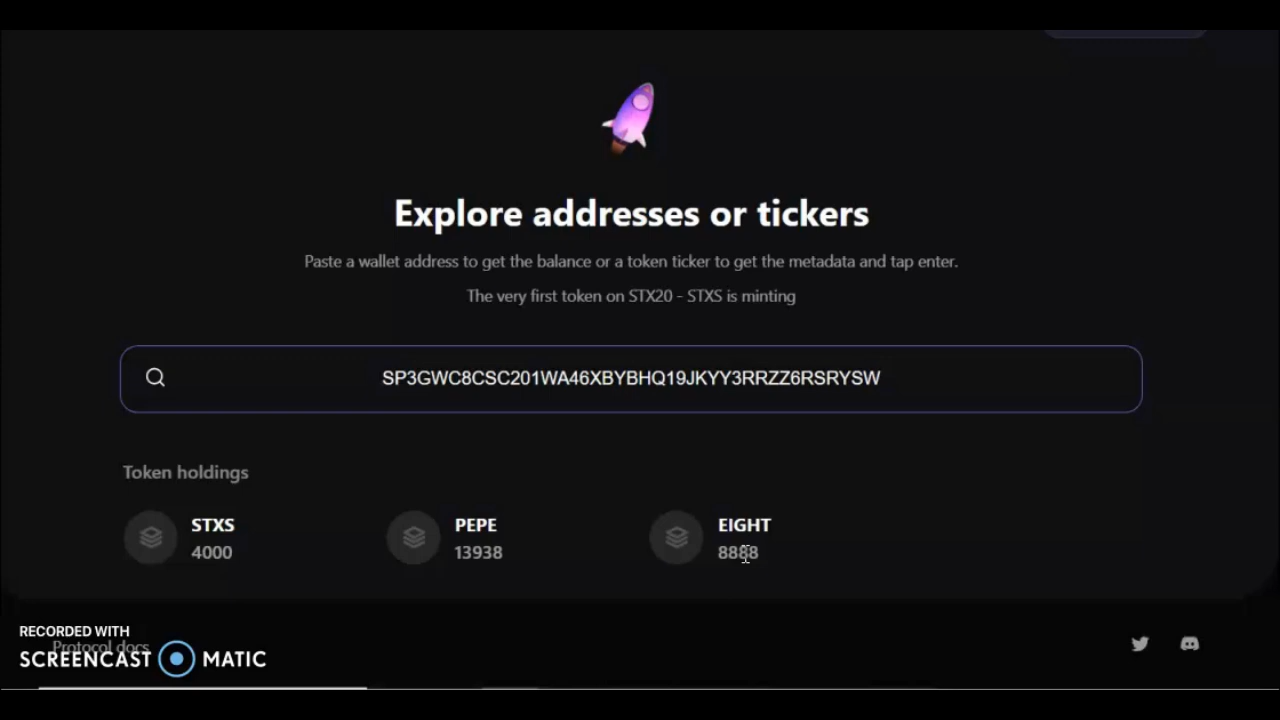 Explore addresses or tickers
Paste a wallet address to get the balance or a token ticker to get the metadata and tap enter.
The very first token on STX20 - STXS is minting
SP3GWC8CSC201WA46XBYBHQ19JKYY3RRZZ6RSRYSW
Token holdings
STXS
4000
PEPE
13938
EIGHT
8888
RECORDED WITH
Protocol docs
SCREENCAST MATIC